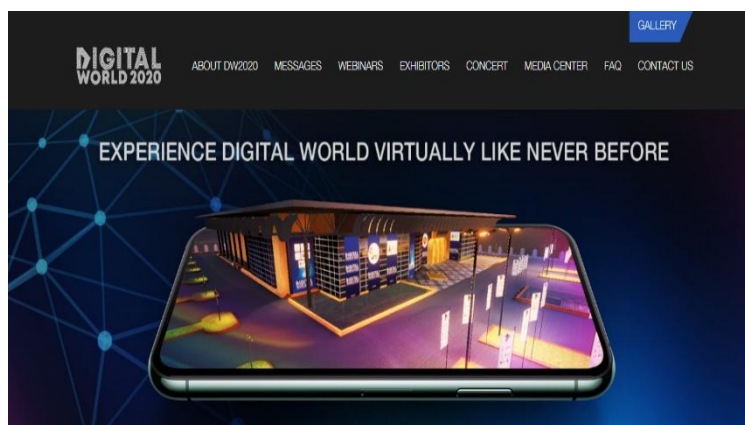 GALLERY
DIGITAL
WORLD 2020
ABOUT DW2020 MESSAGES WEBINARS EXHIBITORS CONCERT MEDIA CENTER FAQ CONTACT US
EXPERIENCE DIGITAL WORLD VIRTUALLY LIKE NEVER BEFORE